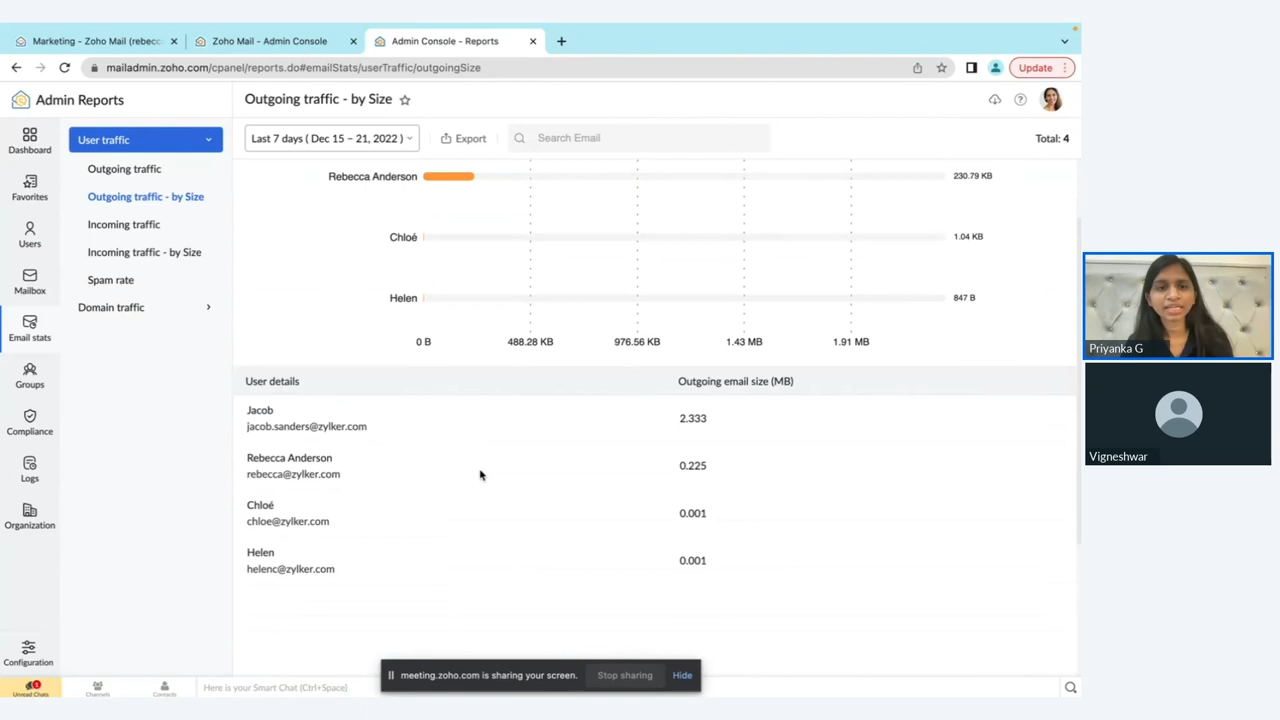 Marketing - Zoho Mail (rebecc
Zoho Mail - Admin Console
Admin Console - Reports
mailadmin.zoho.com/cpanel/reports.do#emailStats/userTraffic/outgoingSize
Update
Admin Reports
Outgoing traffic - by Size
Dashboard
Favorites
Users
Mailbox
Email stats
Groups
Compliance
Logs
Organization
Configuration
User traffic
Outgoing traffic
Outgoing traffic - by Size
Incoming traffic
Incoming traffic - by Size
Spam rate
Domain traffic
Last 7 days ( Dec 15 – 21, 2022 )
Export
Search Email
Total: 4
Rebecca Anderson 230.79 KB
Chloé 1.04 KB
Helen 847 B
0 B 488.28 KB 976.56 KB 1.43 MB 1.91 MB
User details Outgoing email size (MB)
Jacob
jacob.sanders@zylker.com 2.333
Rebecca Anderson
rebecca@zylker.com 0.225
Chloé
chloe@zylker.com 0.001
Helen
helenc@zylker.com 0.001
meeting.zoho.com is sharing your screen. Stop sharing Hide
1
Unread Chats
Channels
Contacts
Here is your Smart Chat (Ctrl+Space)
Priyanka G
Vigneshwar